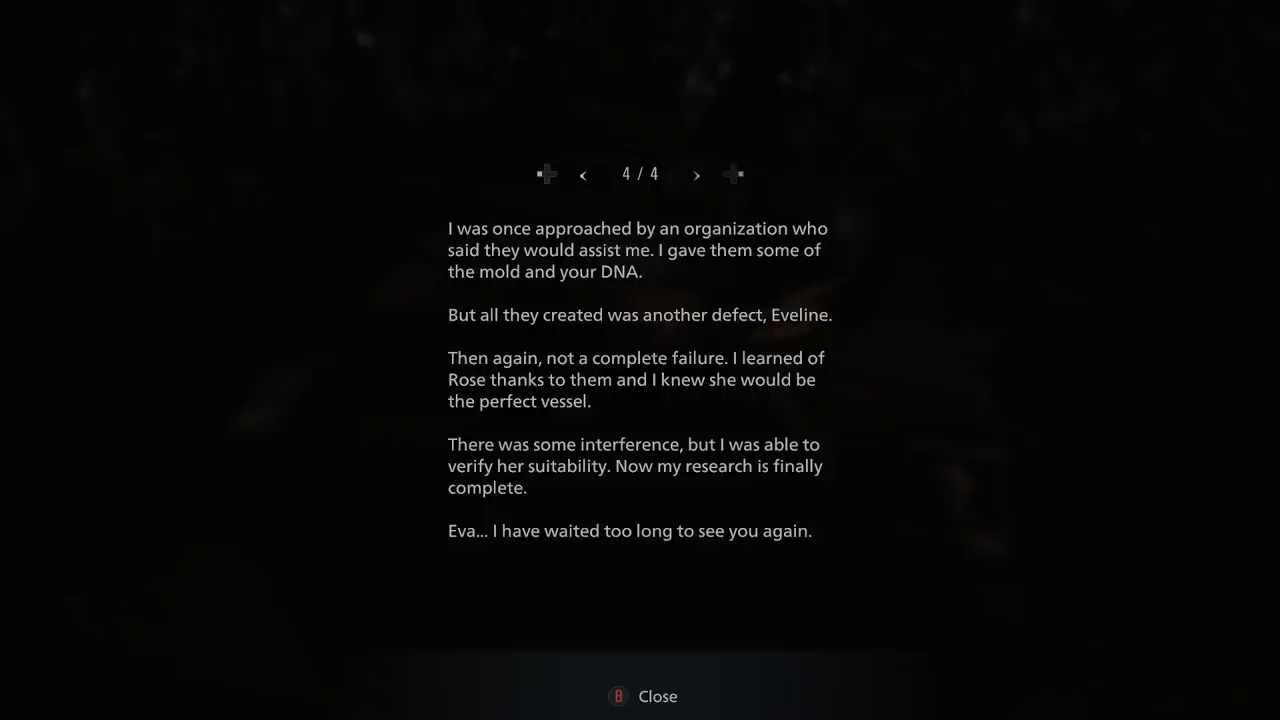 4 / 4
I was once approached by an organization who
said they would assist me. I gave them some of
the mold and your DNA.
But all they created was another defect, Eveline.
Then again, not a complete failure. I learned of
Rose thanks to them and I knew she would be
the perfect vessel.
There was some interference, but I was able to
verify her suitability. Now my research is finally
complete.
Eva... I have waited too long to see you again.
B Close